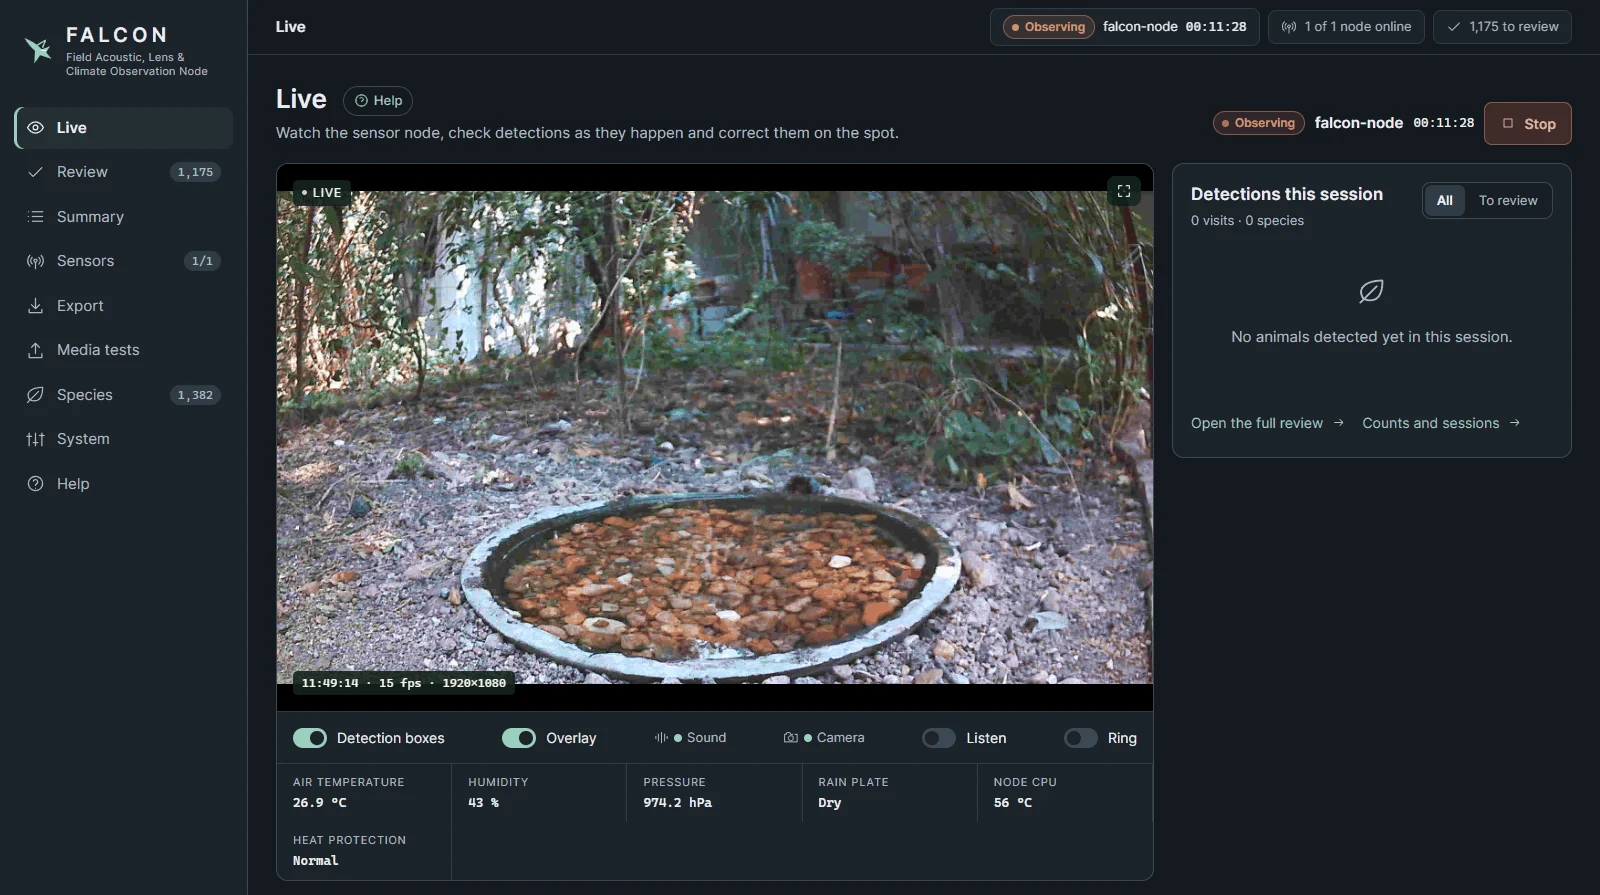 FALCON
Field Acoustic, Lens &
Climate Observation Node
Live
Review 1,175
Summary
Sensors 1/1
Export
Media tests
Species 1,382
System
Help
Live
Observing falcon-node 00:11:28
1 of 1 node online
1,175 to review
Live
Help
Watch the sensor node, check detections as they happen and correct them on the spot.
Observing falcon-node 00:11:28
Stop
LIVE
11:49:14 · 15 fps · 1920×1080
Detection boxes
Overlay
Sound
Camera
Listen
Ring
AIR TEMPERATURE
26.9 °C
HUMIDITY
43 %
PRESSURE
974.2 hPa
RAIN PLATE
Dry
NODE CPU
56 °C
HEAT PROTECTION
Normal
Detections this session
0 visits · 0 species
All
To review
No animals detected yet in this session.
Open the full review →
Counts and sessions →